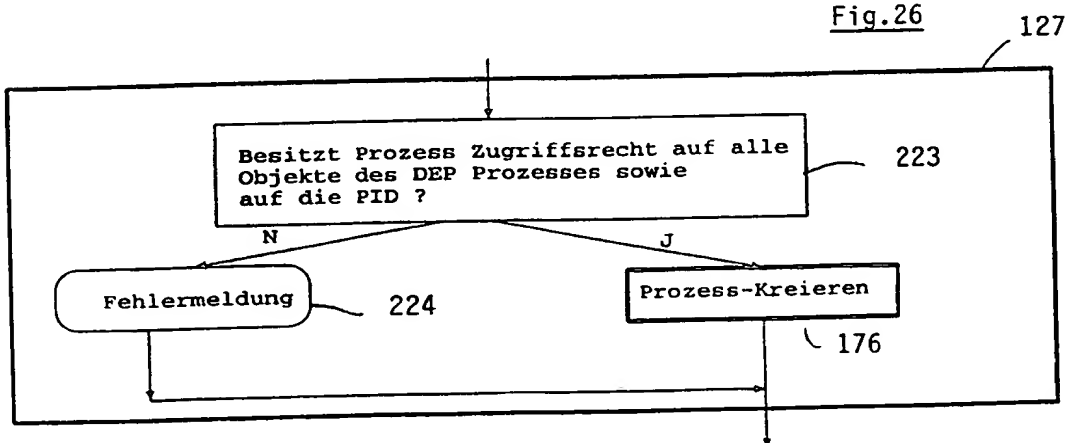 Fig.26
127
Besitzt Prozess Zugriffsrecht auf alle
Objekte des DEP Prozesses sowie
auf die PID ?
223
N
J
Fehlermeldung
224
Prozess-Kreieren
176